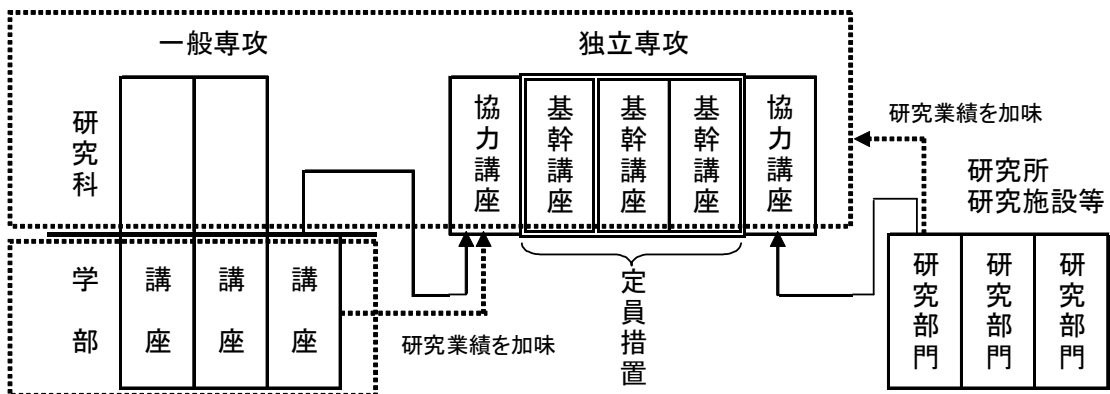 一般専攻
独立専攻
研究科
協力講座
基幹講座
基幹講座
基幹講座
協力講座
研究業績を加味
研究所
研究施設等
学部
講座
講座
講座
研究業績を加味
定員措置
研究部門
研究部門
研究部門